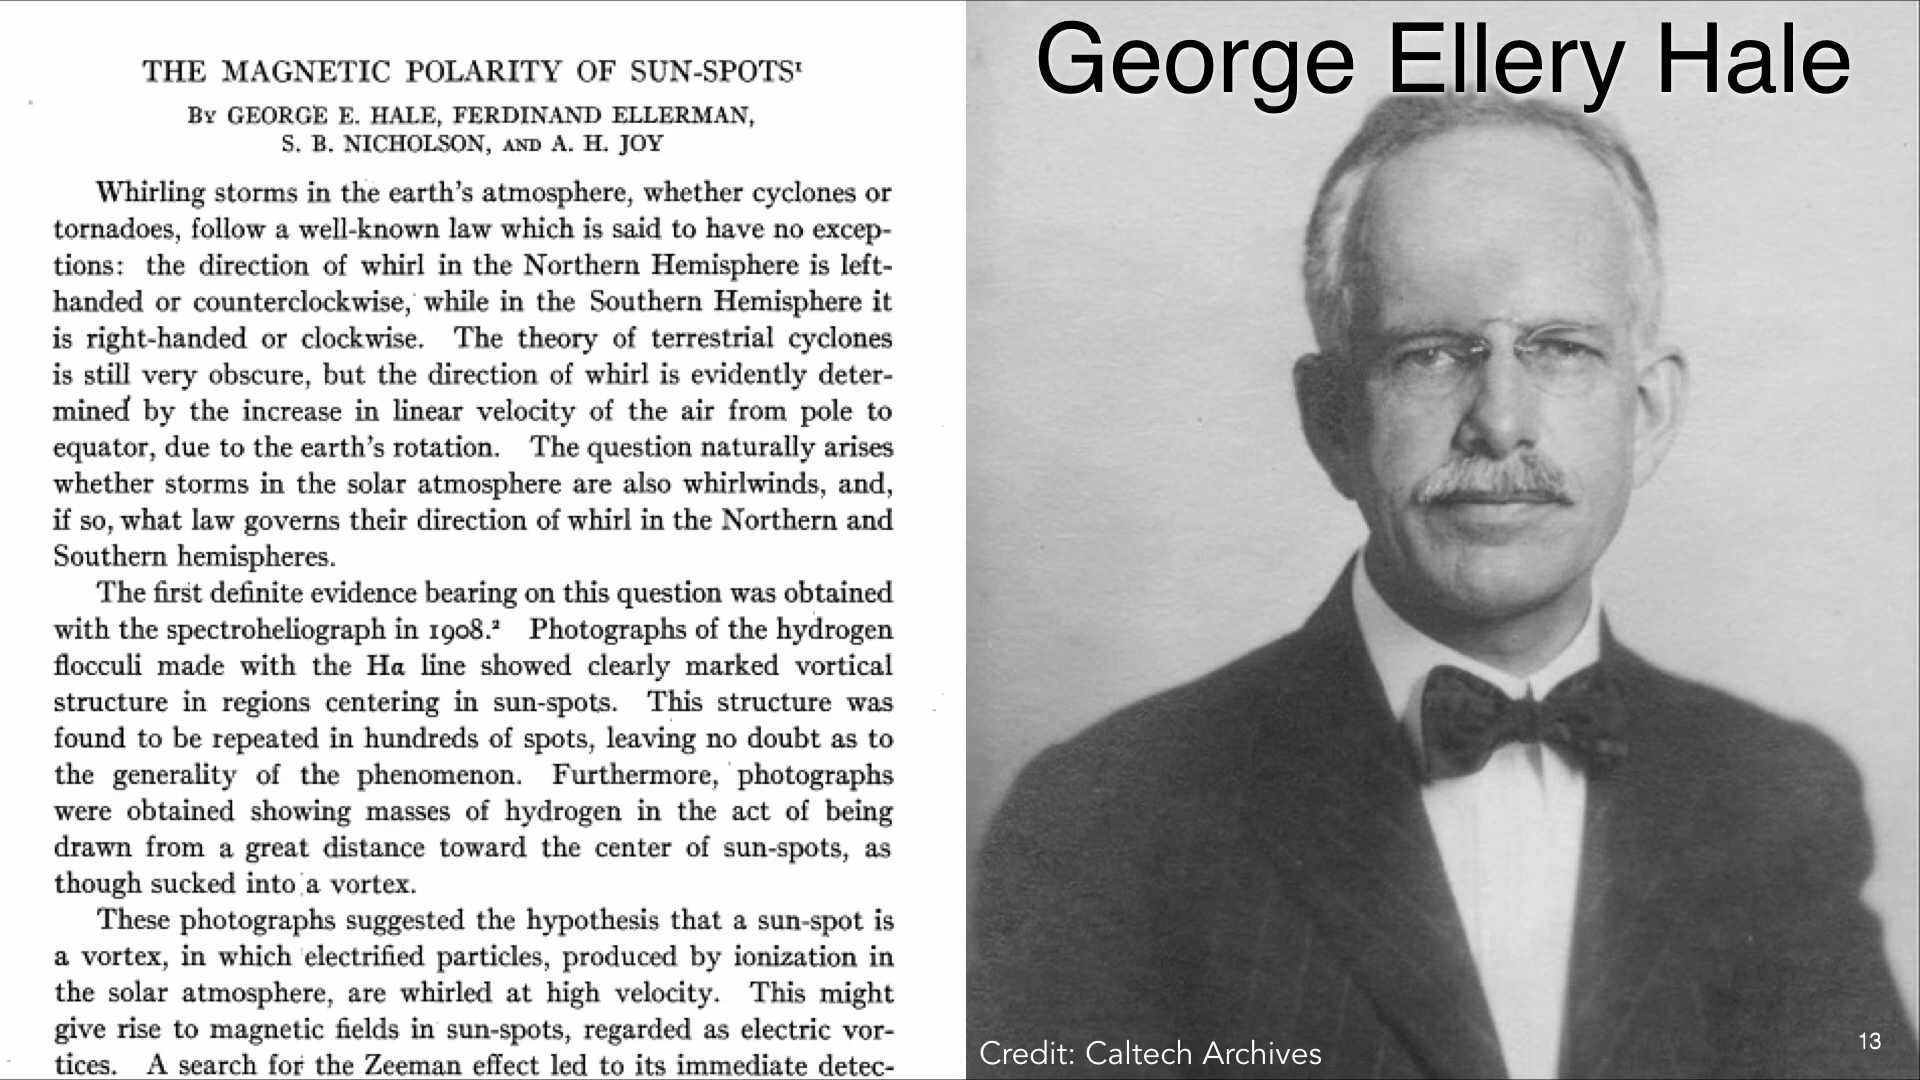 THE MAGNETIC POLARITY OF SUN-SPOTS¹
By GEORGE E. HALE, FERDINAND ELLERMAN,
S. B. NICHOLSON, AND A. H. JOY
Whirling storms in the earth's atmosphere, whether cyclones or
tornadoes, follow a well-known law which is said to have no excep-
tions: the direction of whirl in the Northern Hemisphere is left-
handed or counterclockwise, while in the Southern Hemisphere it
is right-handed or clockwise. The theory of terrestrial cyclones
is still very obscure, but the direction of whirl is evidently deter-
mined by the increase in linear velocity of the air from pole to
equator, due to the earth's rotation. The question naturally arises
whether storms in the solar atmosphere are also whirlwinds, and,
if so, what law governs their direction of whirl in the Northern and
Southern hemispheres.
The first definite evidence bearing on this question was obtained
with the spectroheliograph in 1908.² Photographs of the hydrogen
flocculi made with the Hα line showed clearly marked vortical
structure in regions centering in sun-spots. This structure was
found to be repeated in hundreds of spots, leaving no doubt as to
the generality of the phenomenon. Furthermore, photographs
were obtained showing masses of hydrogen in the act of being
drawn from a great distance toward the center of sun-spots, as
though sucked into a vortex.
These photographs suggested the hypothesis that a sun-spot is
a vortex, in which electrified particles, produced by ionization in
the solar atmosphere, are whirled at high velocity. This might
give rise to magnetic fields in sun-spots, regarded as electric vor-
tices. A search for the Zeeman effect led to its immediate detec-
George Ellery Hale
Credit: Caltech Archives
13